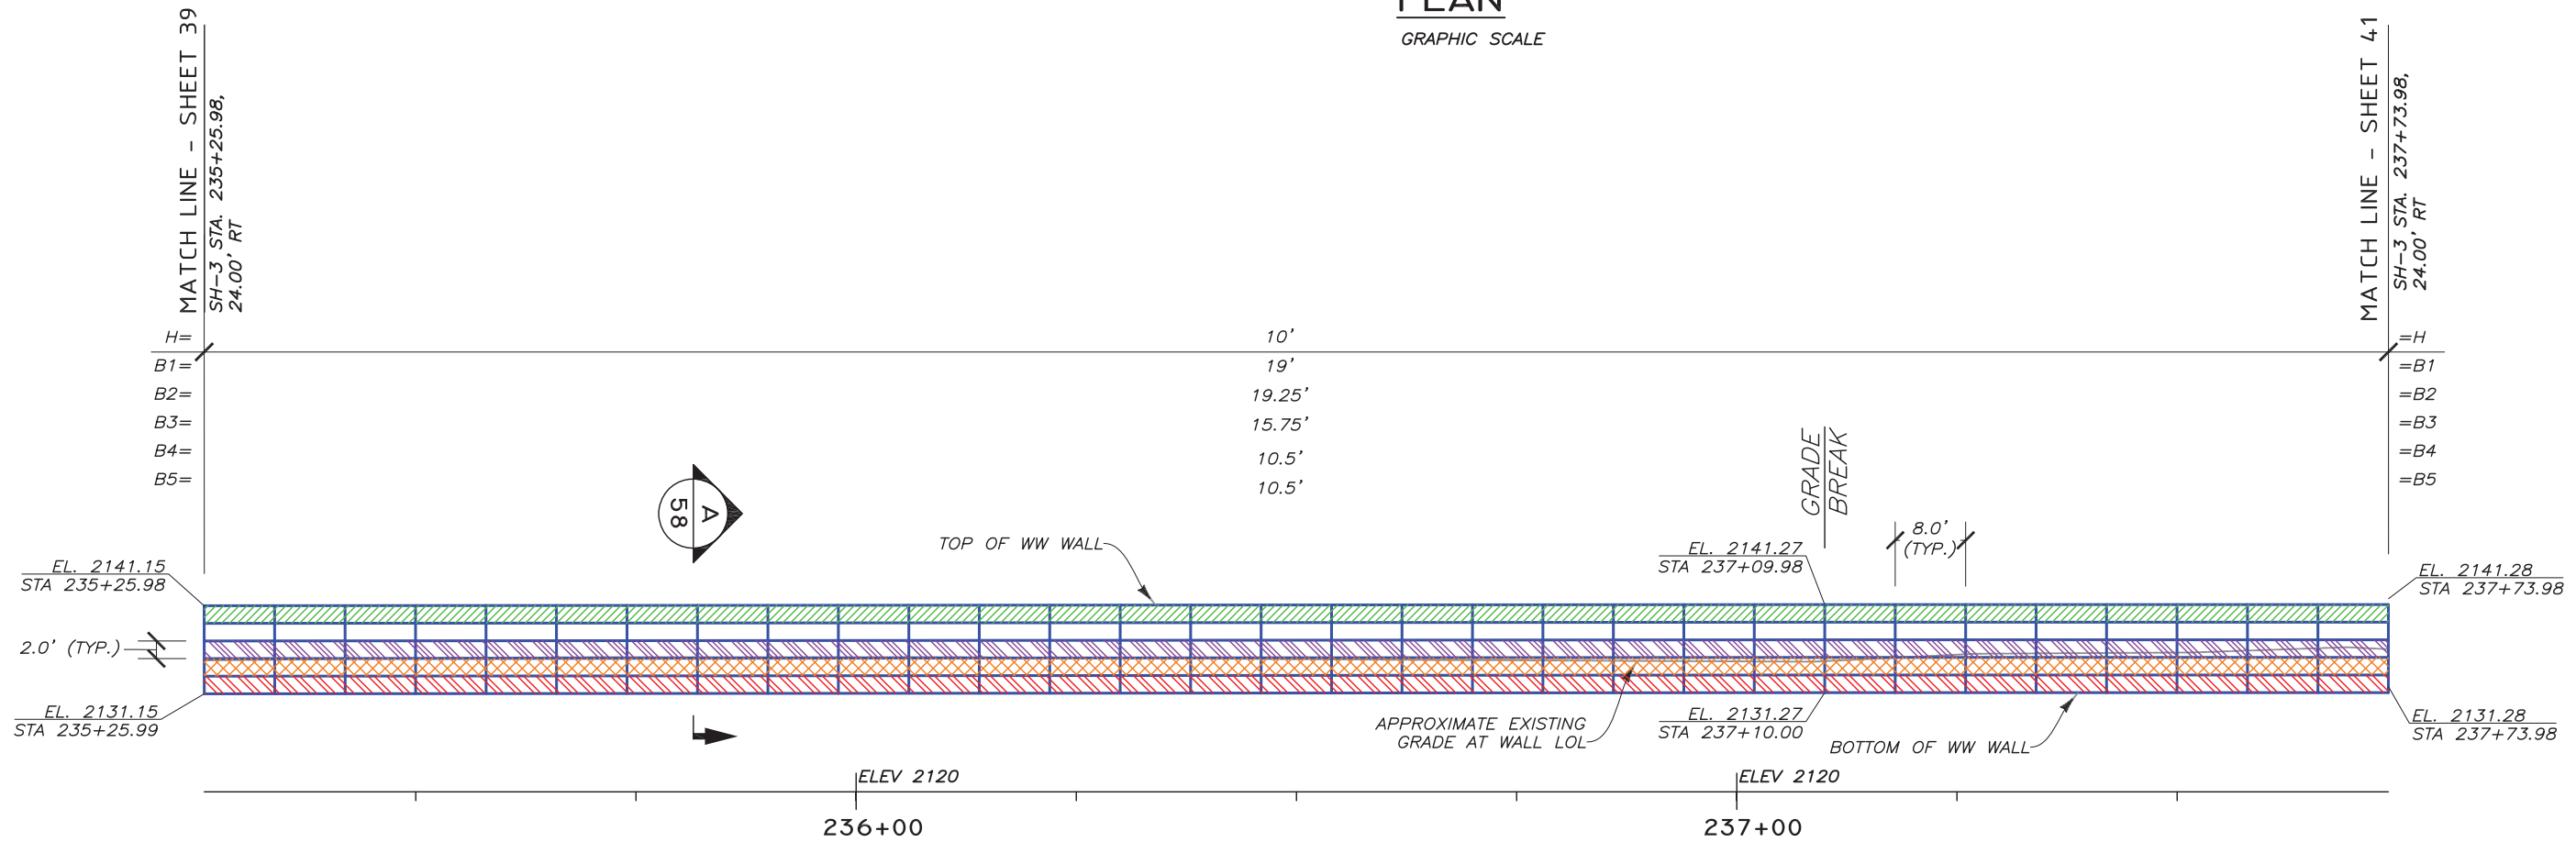 PLAN
GRAPHIC SCALE
MATCH LINE - SHEET 39
SH-3 STA. 235+25.98,
24.00' RT
MATCH LINE - SHEET 41
SH-3 STA. 237+73.98,
24.00' RT
H= 10' =H
B1= 19' =B1
B2= 19.25' =B2
B3= 15.75' =B3
B4= 10.5' =B4
B5= 10.5' =B5
GRADE
BREAK
A
58
8.0'
(TYP.)
TOP OF WW WALL
EL. 2141.15
STA 235+25.98
EL. 2141.27
STA 237+09.98
EL. 2141.28
STA 237+73.98
2.0' (TYP.)
EL. 2131.15
STA 235+25.99
APPROXIMATE EXISTING
GRADE AT WALL LOL
EL. 2131.27
STA 237+10.00
BOTTOM OF WW WALL
EL. 2131.28
STA 237+73.98
ELEV 2120
ELEV 2120
236+00
237+00